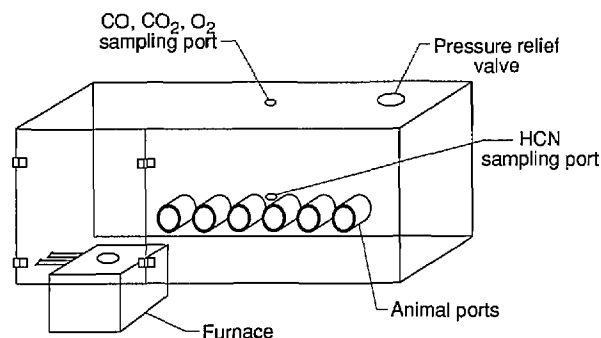 CO, CO2, O2
sampling port
Pressure relief
valve
HCN
sampling port
Animal ports
Furnace